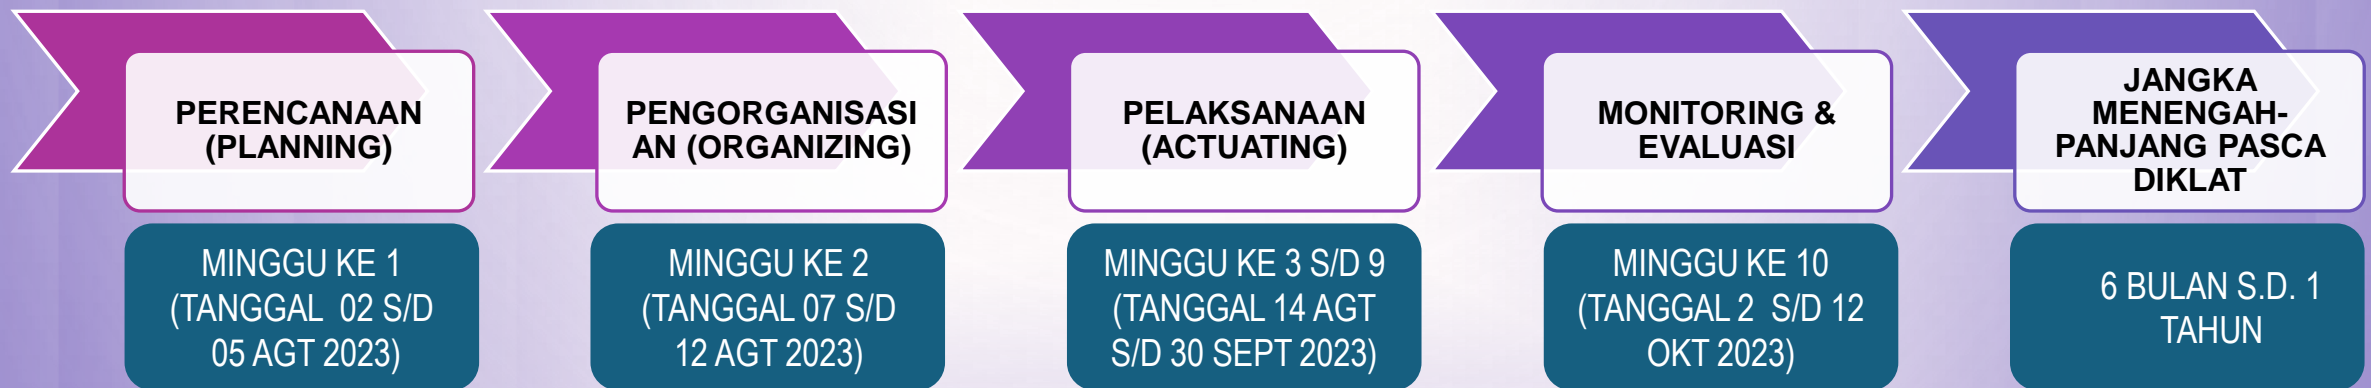 PERENCANAAN
(PLANNING)
MINGGU KE 1
(TANGGAL 02 S/D
05 AGT 2023)
PENGORGANISASI
AN (ORGANIZING)
MINGGU KE 2
(TANGGAL 07 S/D
12 AGT 2023)
PELAKSANAAN
(ACTUATING)
MINGGU KE 3 S/D 9
(TANGGAL 14 AGT
S/D 30 SEPT 2023)
MONITORING &
EVALUASI
MINGGU KE 10
(TANGGAL 2 S/D 12
OKT 2023)
JANGKA
MENENGAH-
PANJANG PASCA
DIKLAT
6 BULAN S.D. 1
TAHUN